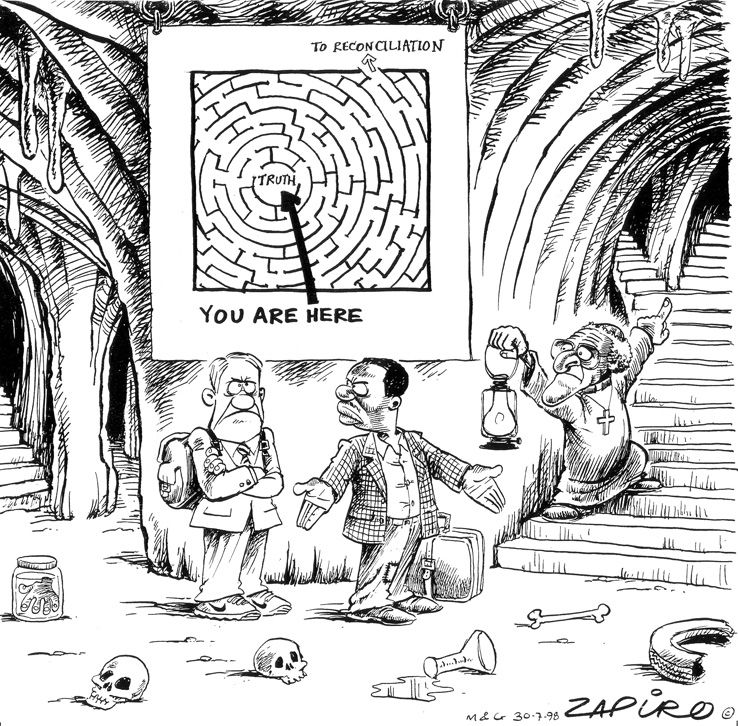 TO RECONCILIATION
TRUTH
YOU ARE HERE
M & G 30-7-98 ZAPIRO ©